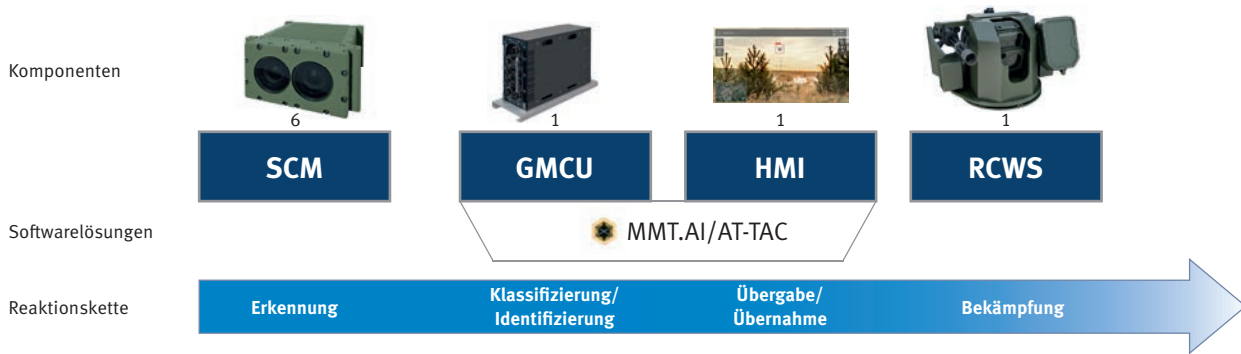 Komponenten
6
1
1
1
SCM
GMCU
HMI
RCWS
Softwarelösungen
MMT.AI/AT-TAC
Reaktionskette
Erkennung
Klassifizierung/
Identifizierung
Übergabe/
Übernahme
Bekämpfung